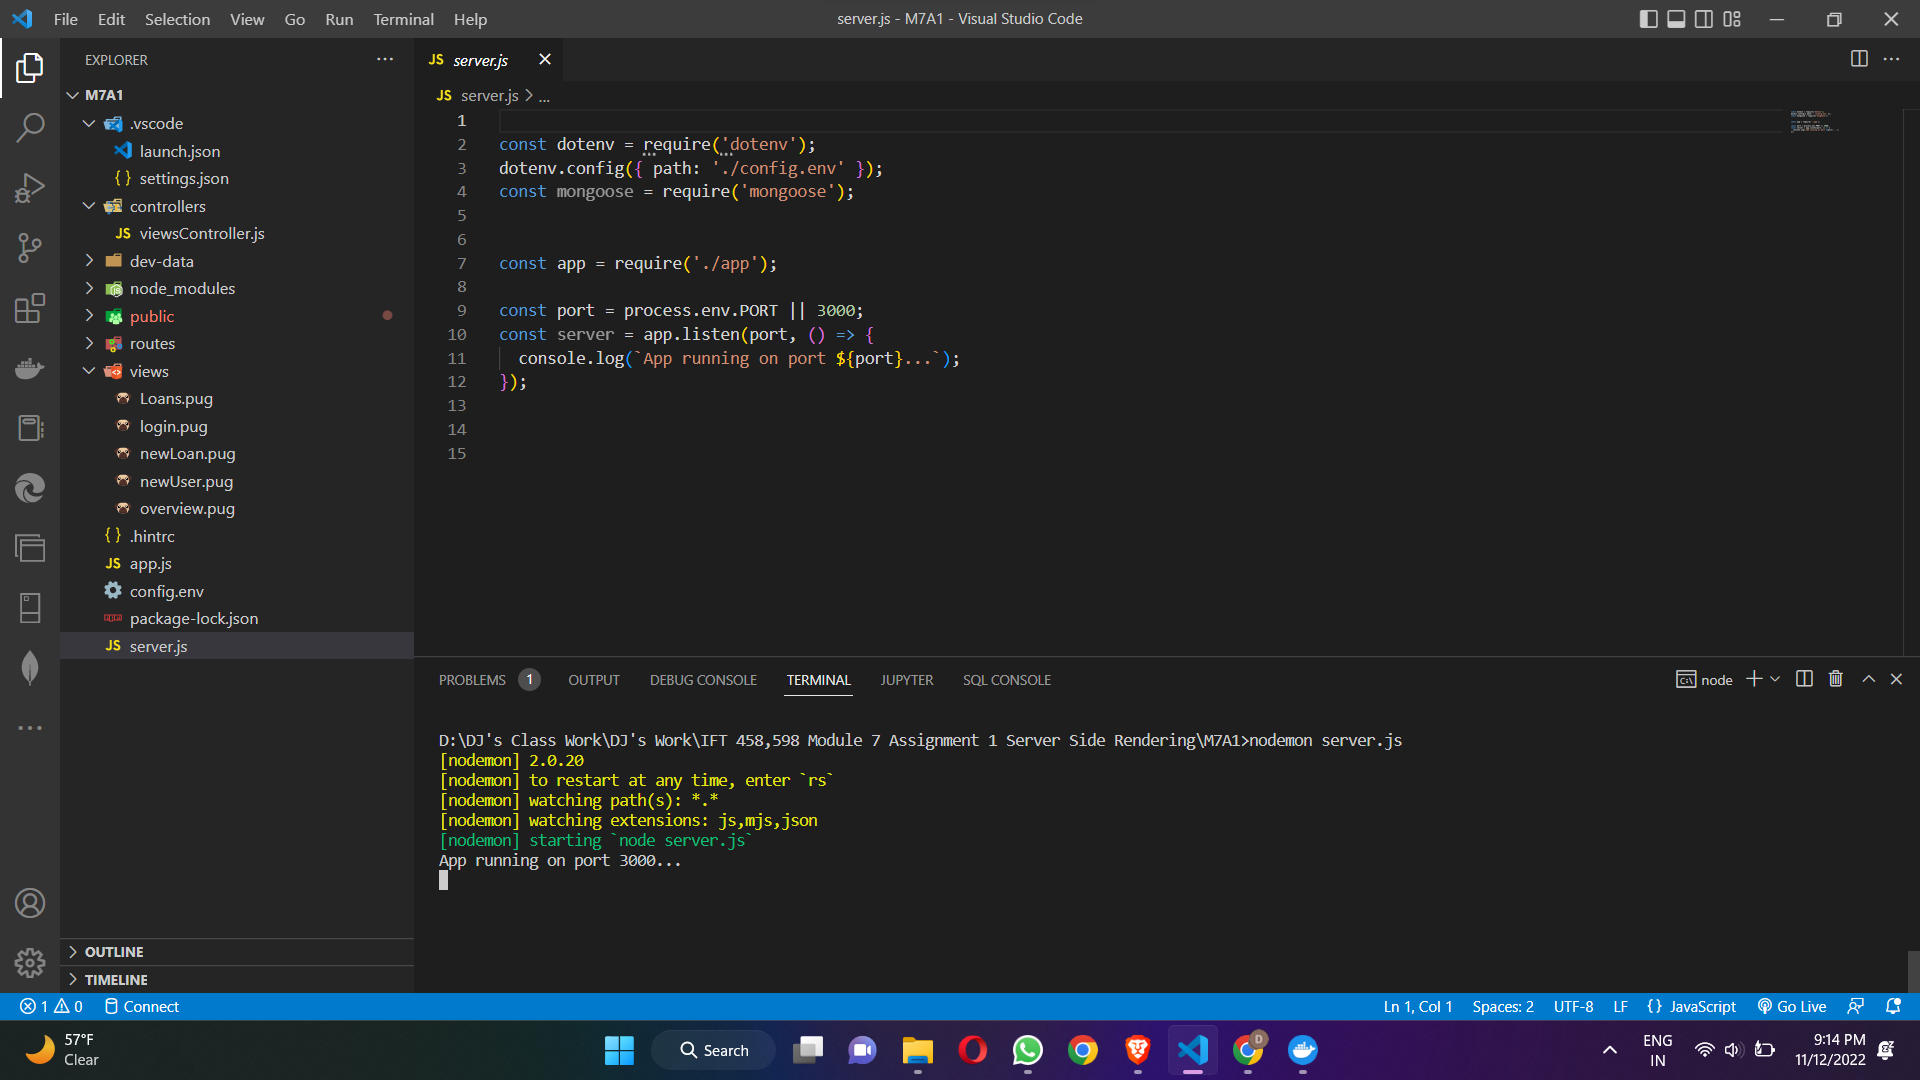 File Edit Selection View Go Run Terminal Help
server.js - M7A1 - Visual Studio Code
EXPLORER
M7A1
.vscode
launch.json
{ } settings.json
controllers
JS viewsController.js
dev-data
node_modules
public
routes
views
Loans.pug
login.pug
newLoan.pug
newUser.pug
overview.pug
{ } .hintrc
JS app.js
config.env
package-lock.json
JS server.js
OUTLINE
TIMELINE
JS server.js
JS server.js > ...
1
2 const dotenv = require('dotenv');
3 dotenv.config({ path: './config.env' });
4 const mongoose = require('mongoose');
5
6
7 const app = require('./app');
8
9 const port = process.env.PORT || 3000;
10 const server = app.listen(port, () => {
11 console.log(`App running on port ${port}...`);
12 });
13
14
15
PROBLEMS 1 OUTPUT DEBUG CONSOLE TERMINAL JUPYTER SQL CONSOLE
node
D:\DJ's Class Work\DJ's Work\IFT 458,598 Module 7 Assignment 1 Server Side Rendering\M7A1>nodemon server.js
[nodemon] 2.0.20
[nodemon] to restart at any time, enter `rs`
[nodemon] watching path(s): *.*
[nodemon] watching extensions: js,mjs,json
[nodemon] starting `node server.js`
App running on port 3000...
1 0 Connect
Ln 1, Col 1 Spaces: 2 UTF-8 LF { } JavaScript Go Live
57°F
Clear
Search
D
ENG
IN
9:14 PM
11/12/2022